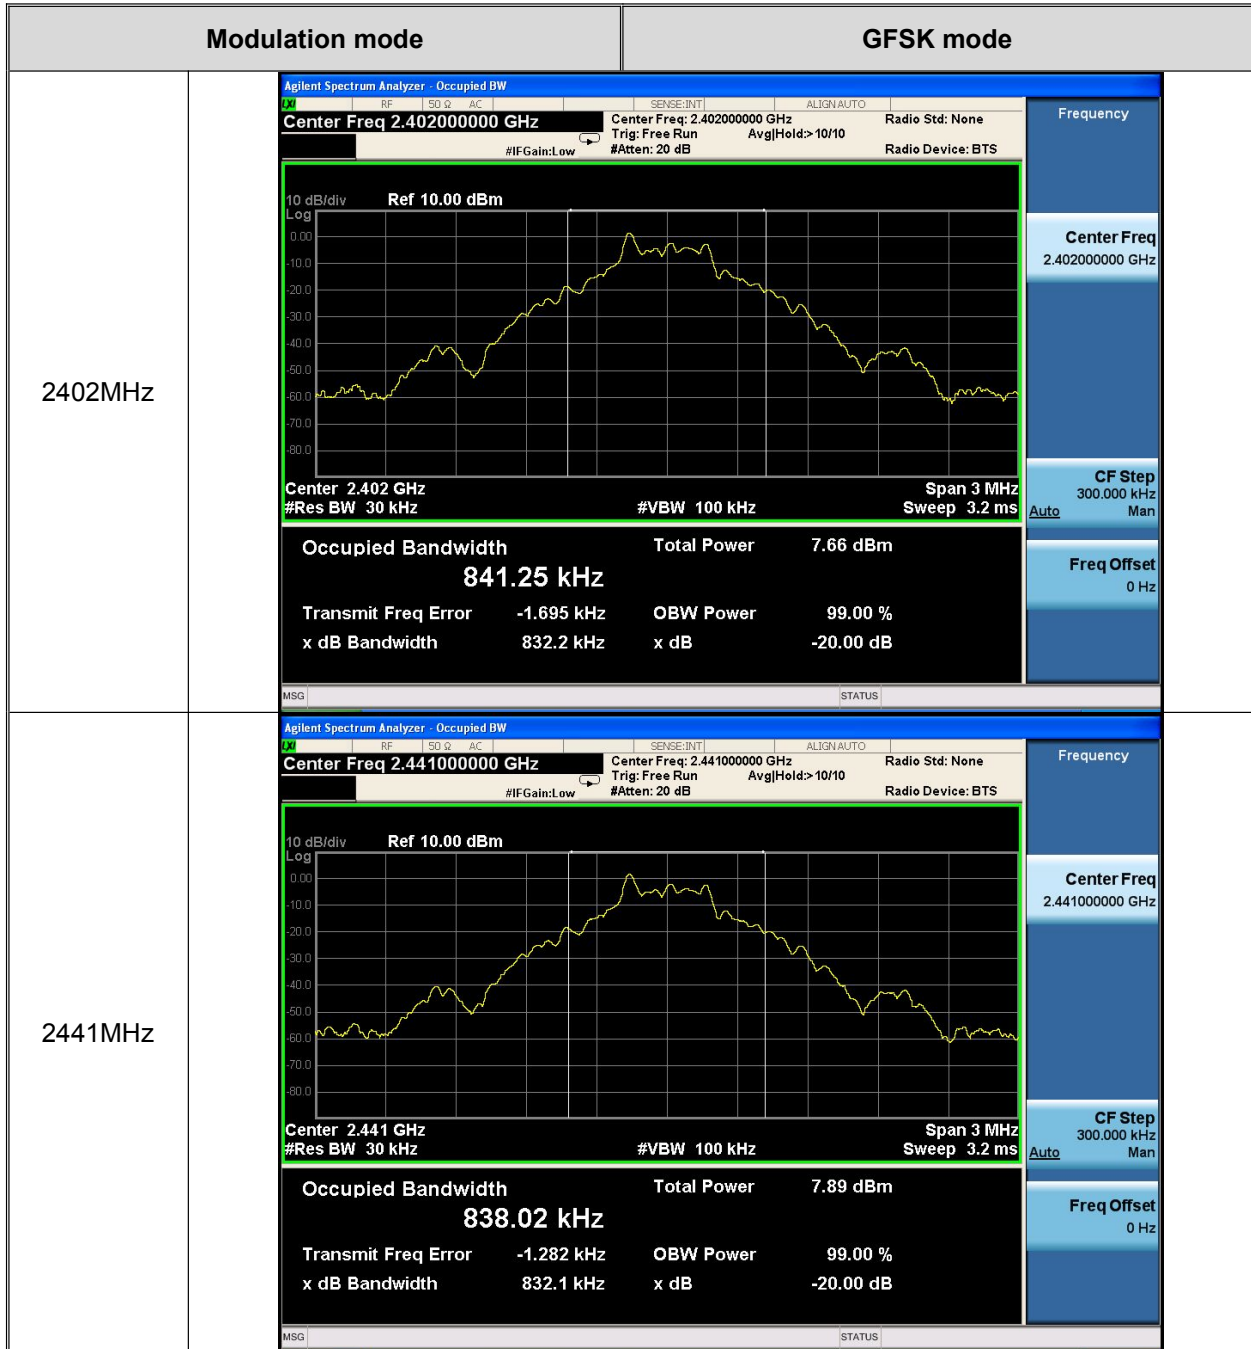 Modulation mode GFSK mode
2402MHz
Agilent Spectrum Analyzer - Occupied BW
LXI RF 50 Ω AC SENSE:INT ALIGN AUTO
Center Freq 2.402000000 GHz
Center Freq: 2.402000000 GHz Radio Std: None
Trig: Free Run Avg|Hold:> 10/10
#IFGain:Low #Atten: 20 dB Radio Device: BTS
10 dB/div Ref 10.00 dBm
Log
0.00
-10.0
-20.0
-30.0
-40.0
-50.0
-60.0
-70.0
-80.0
Center 2.402 GHz Span 3 MHz
#Res BW 30 kHz #VBW 100 kHz Sweep 3.2 ms
Occupied Bandwidth Total Power 7.66 dBm
841.25 kHz
Transmit Freq Error -1.695 kHz OBW Power 99.00 %
x dB Bandwidth 832.2 kHz x dB -20.00 dB
MSG STATUS
Frequency
Center Freq
2.402000000 GHz
CF Step
300.000 kHz
Auto Man
Freq Offset
0 Hz
2441MHz
Agilent Spectrum Analyzer - Occupied BW
LXI RF 50 Ω AC SENSE:INT ALIGN AUTO
Center Freq 2.441000000 GHz
Center Freq: 2.441000000 GHz Radio Std: None
Trig: Free Run Avg|Hold:> 10/10
#IFGain:Low #Atten: 20 dB Radio Device: BTS
10 dB/div Ref 10.00 dBm
Log
0.00
-10.0
-20.0
-30.0
-40.0
-50.0
-60.0
-70.0
-80.0
Center 2.441 GHz Span 3 MHz
#Res BW 30 kHz #VBW 100 kHz Sweep 3.2 ms
Occupied Bandwidth Total Power 7.89 dBm
838.02 kHz
Transmit Freq Error -1.282 kHz OBW Power 99.00 %
x dB Bandwidth 832.1 kHz x dB -20.00 dB
MSG STATUS
Frequency
Center Freq
2.441000000 GHz
CF Step
300.000 kHz
Auto Man
Freq Offset
0 Hz